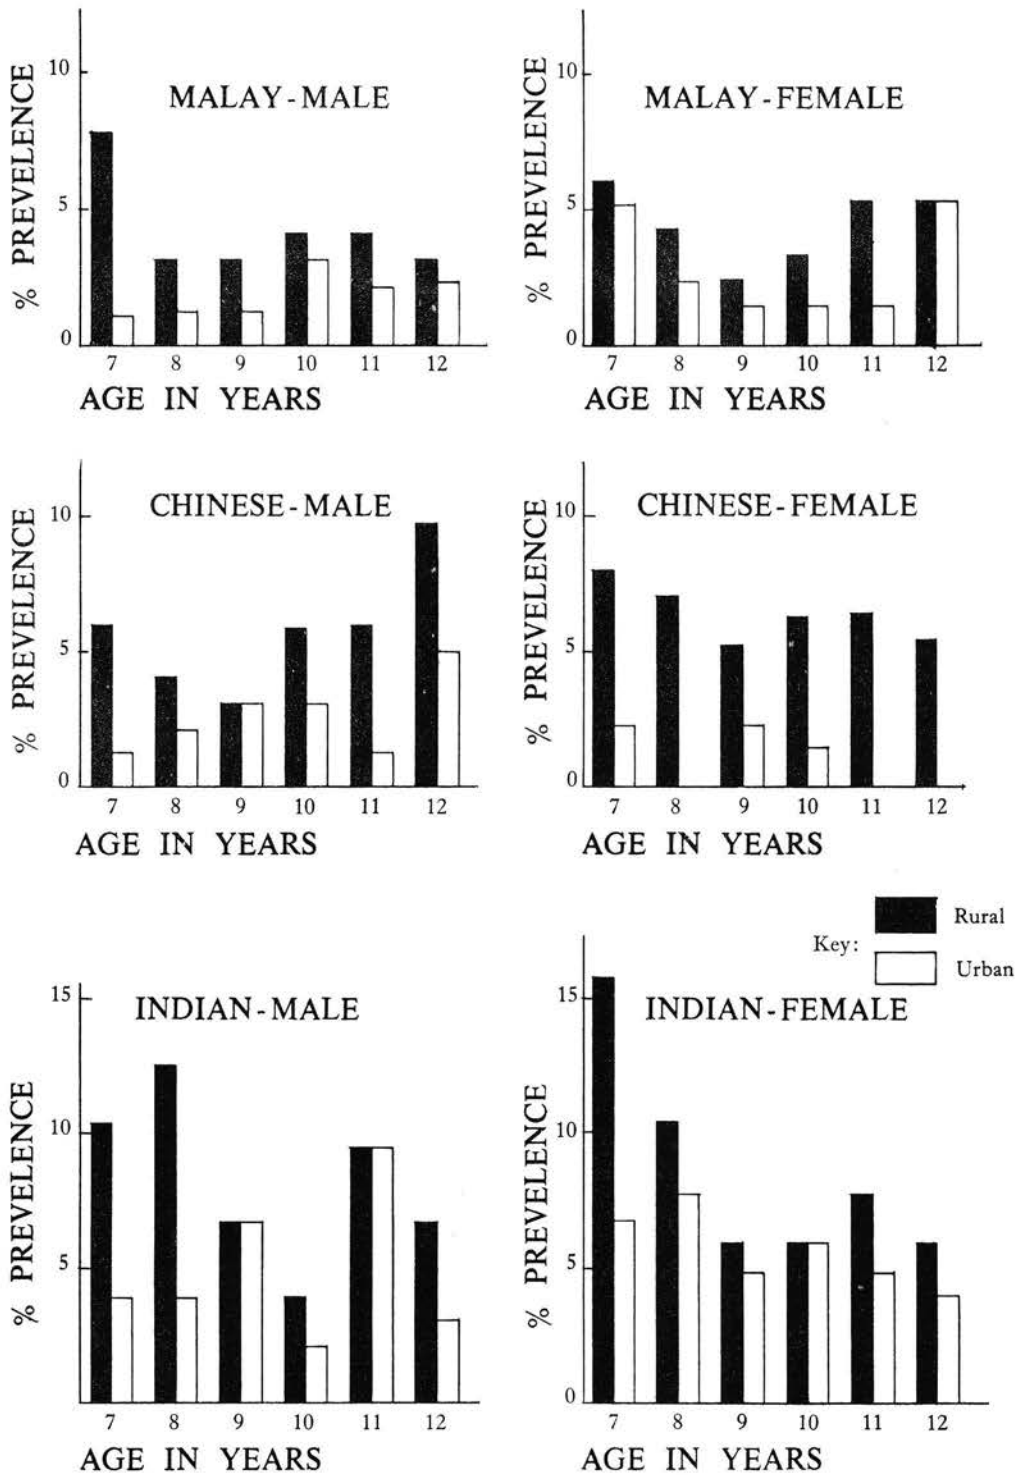 MALAY-MALE
% PREVELENCE
10
5
0
7 8 9 10 11 12
AGE IN YEARS
MALAY-FEMALE
% PREVELENCE
10
5
0
7 8 9 10 11 12
AGE IN YEARS
CHINESE-MALE
% PREVELENCE
10
5
0
7 8 9 10 11 12
AGE IN YEARS
CHINESE-FEMALE
% PREVELENCE
10
5
0
7 8 9 10 11 12
AGE IN YEARS
Key:
Rural
Urban
INDIAN-MALE
% PREVELENCE
15
10
5
7 8 9 10 11 12
AGE IN YEARS
INDIAN-FEMALE
% PREVELENCE
15
10
5
0
7 8 9 10 11 12
AGE IN YEARS